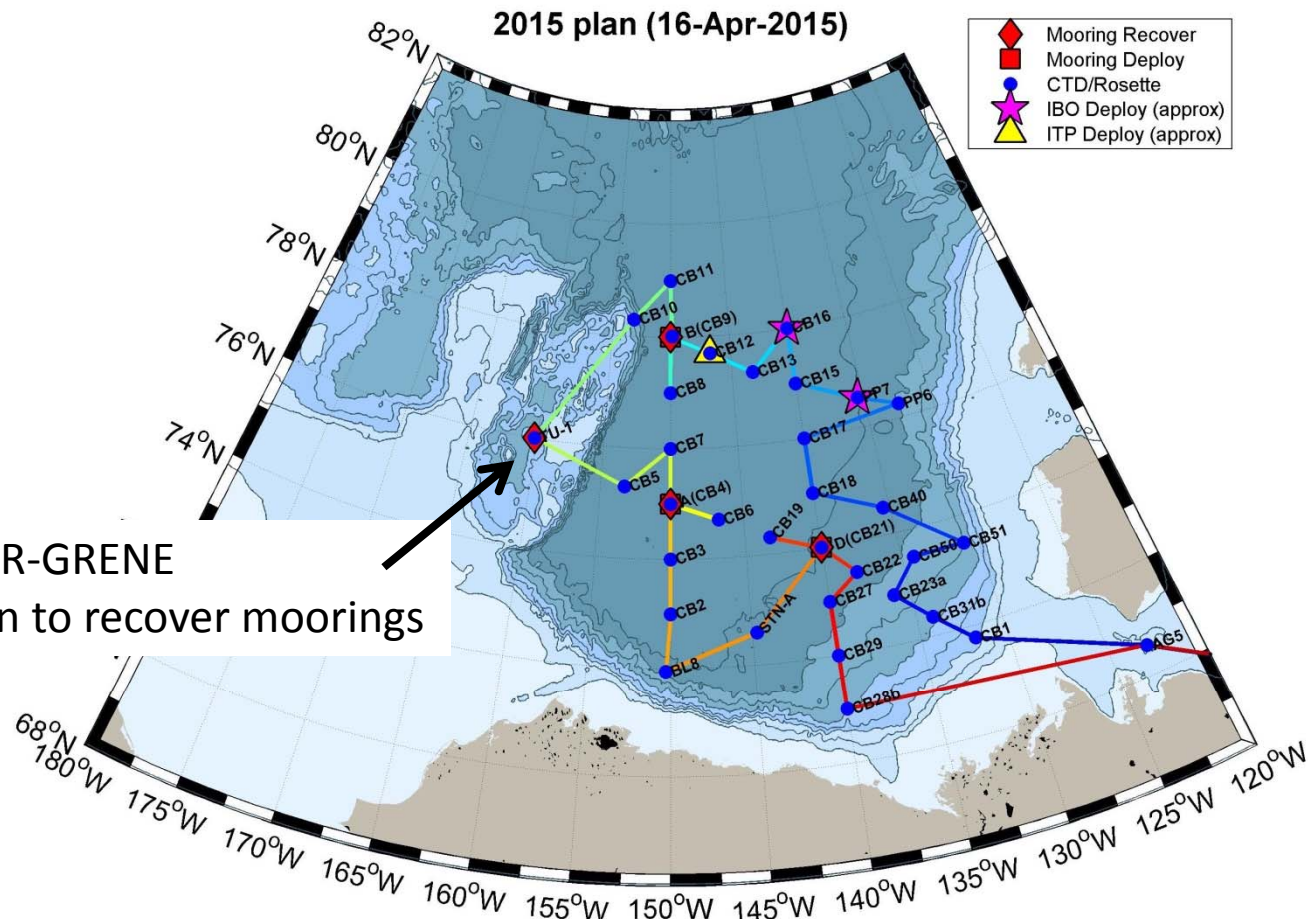 2015 plan (16-Apr-2015)
Mooring Recover
Mooring Deploy
CTD/Rosette
IBO Deploy (approx)
ITP Deploy (approx)
82°N
80°N
78°N
76°N
74°N
68°N
180°W
175°W
170°W
165°W
160°W
155°W
150°W
145°W
140°W
135°W
130°W
125°W
120°W
CB11
CB10
B(CB9)
CB16
CB12
CB13
CB15
CB8
PP7
PP6
TU-1
CB17
CB7
CB5
CB18
A(CB4)
CB6
CB40
CB19
D(CB21)
CB51
CB50
CB3
CB22
CB27
CB23a
CB2
STN-A
CB31b
CB1
AG5
CB29
BL8
CB28b
R-GRENE
n to recover moorings